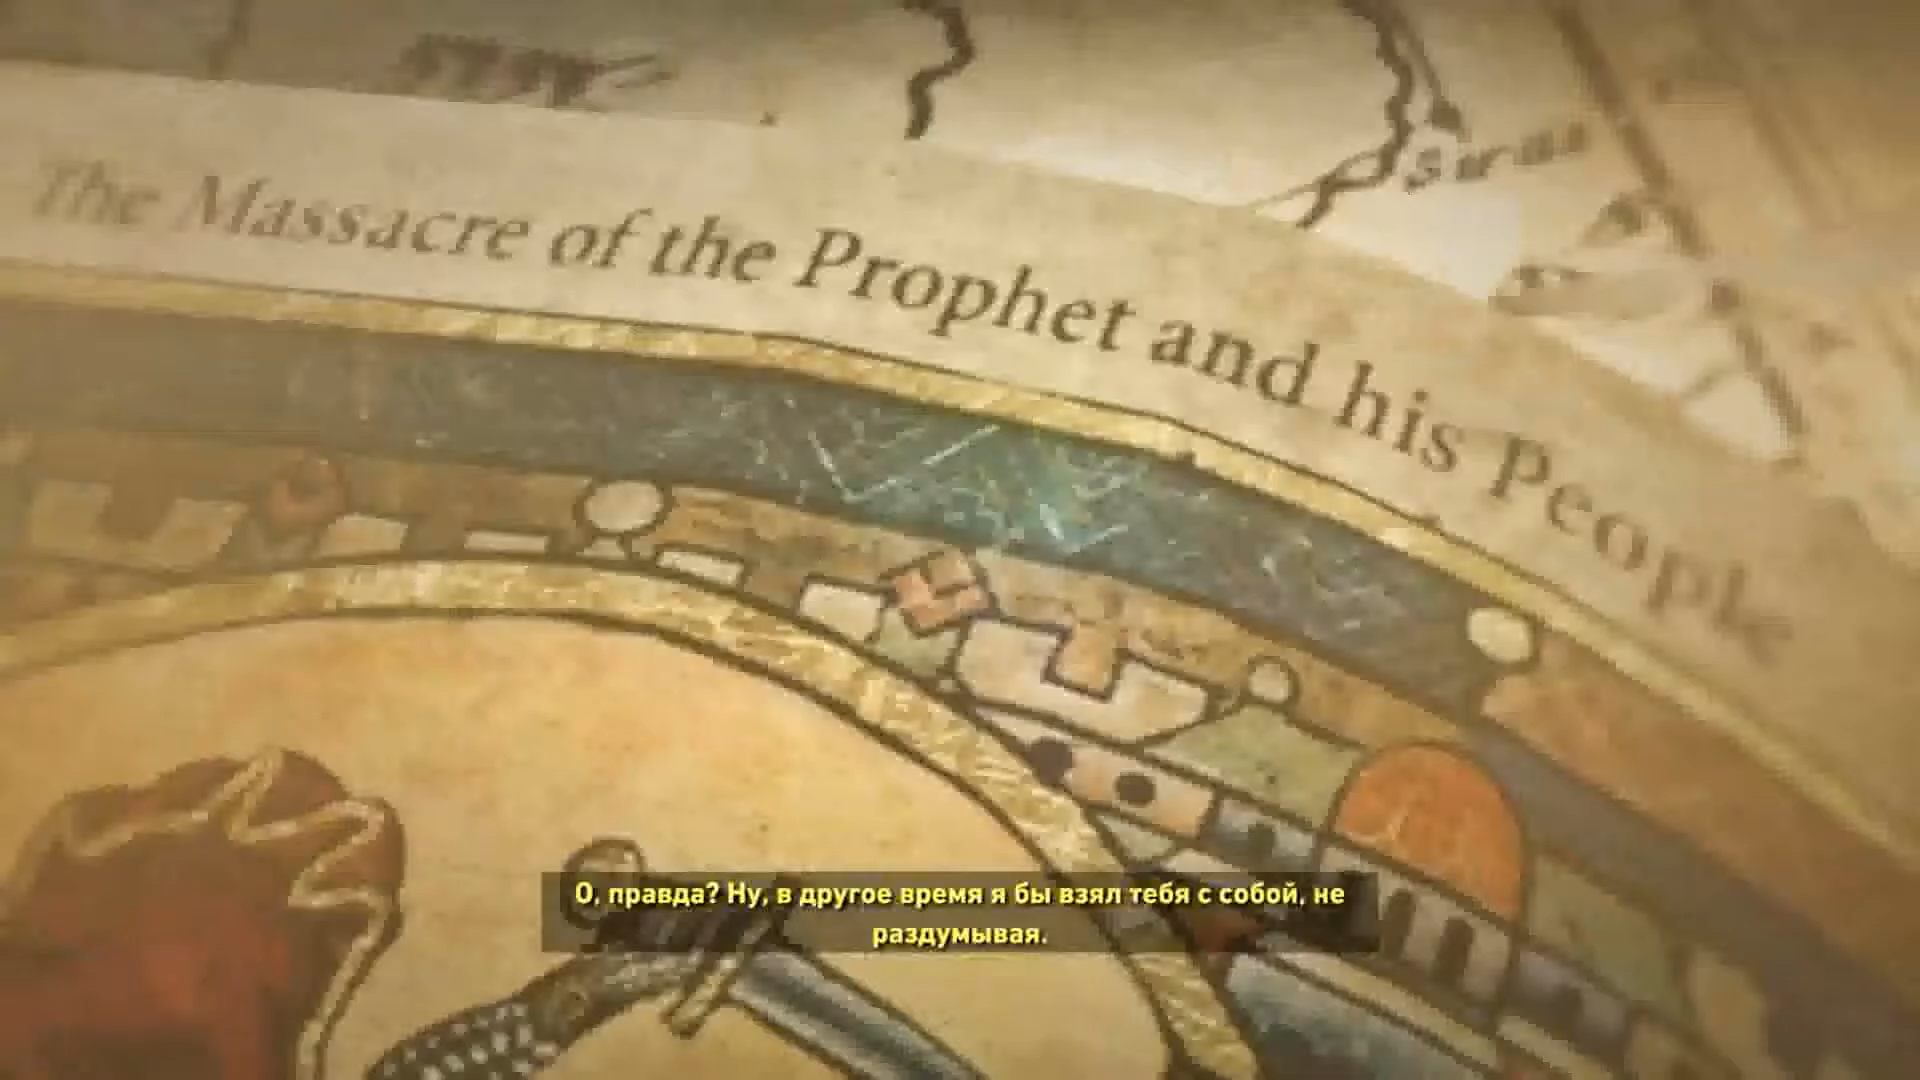 The Massacre of the Prophet and his People
О, правда? Ну, в другое время я бы взял тебя с собой, не
раздумывая.